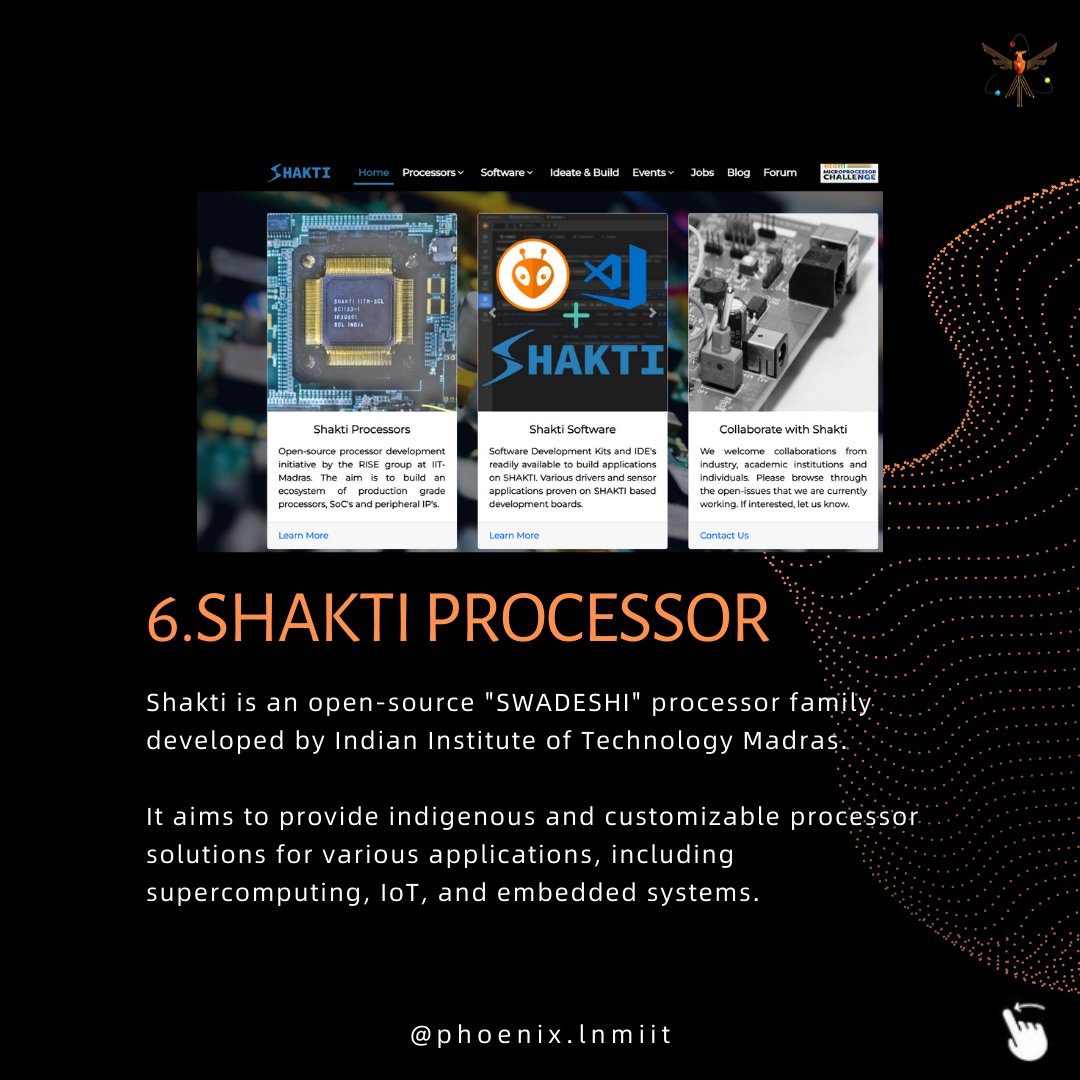 SHAKTI
Home Processors Software Ideate & Build Events Jobs Blog Forum
MICROPROCESSOR
CHALLENGE
SHAKTI IITM-SCL
SC1133-1
SCL INDIA
SHAKTI
Shakti Processors
Open-source processor development
initiative by the RISE group at IIT-
Madras. The aim is to build an
ecosystem of production grade
processors, SoC's and peripheral IP's.
Learn More
Shakti Software
Software Development Kits and IDE's
readily available to build applications
on SHAKTI. Various drivers and sensor
applications proven on SHAKTI based
development boards.
Learn More
Collaborate with Shakti
We welcome collaborations from
industry, academic institutions and
individuals. Please browse through
the open-issues that we are currently
working. If interested, let us know.
Contact Us
6.SHAKTI PROCESSOR
Shakti is an open-source "SWADESHI" processor family
developed by Indian Institute of Technology Madras.
It aims to provide indigenous and customizable processor
solutions for various applications, including
supercomputing, IoT, and embedded systems.
@phoenix.lnmiit